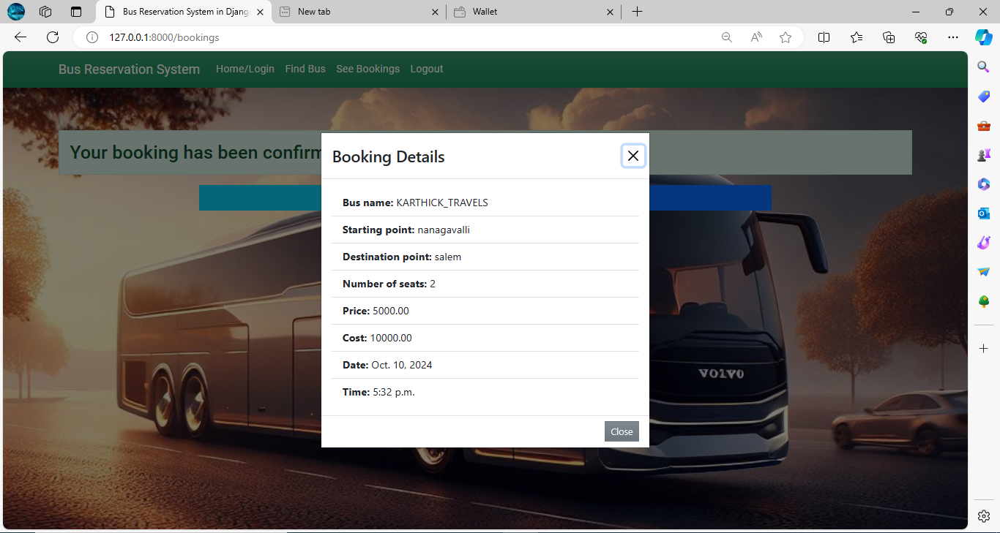 Bus Reservation System in Djang
New tab
Wallet
127.0.0.1:8000/bookings
Bus Reservation System
Home/Login
Find Bus
See Bookings
Logout
Your booking has been confirm
Booking Details
Bus name: KARTHICK_TRAVELS
Starting point: nanagavalli
Destination point: salem
Number of seats: 2
Price: 5000.00
Cost: 10000.00
Date: Oct. 10, 2024
Time: 5:32 p.m.
Close
VOLVO